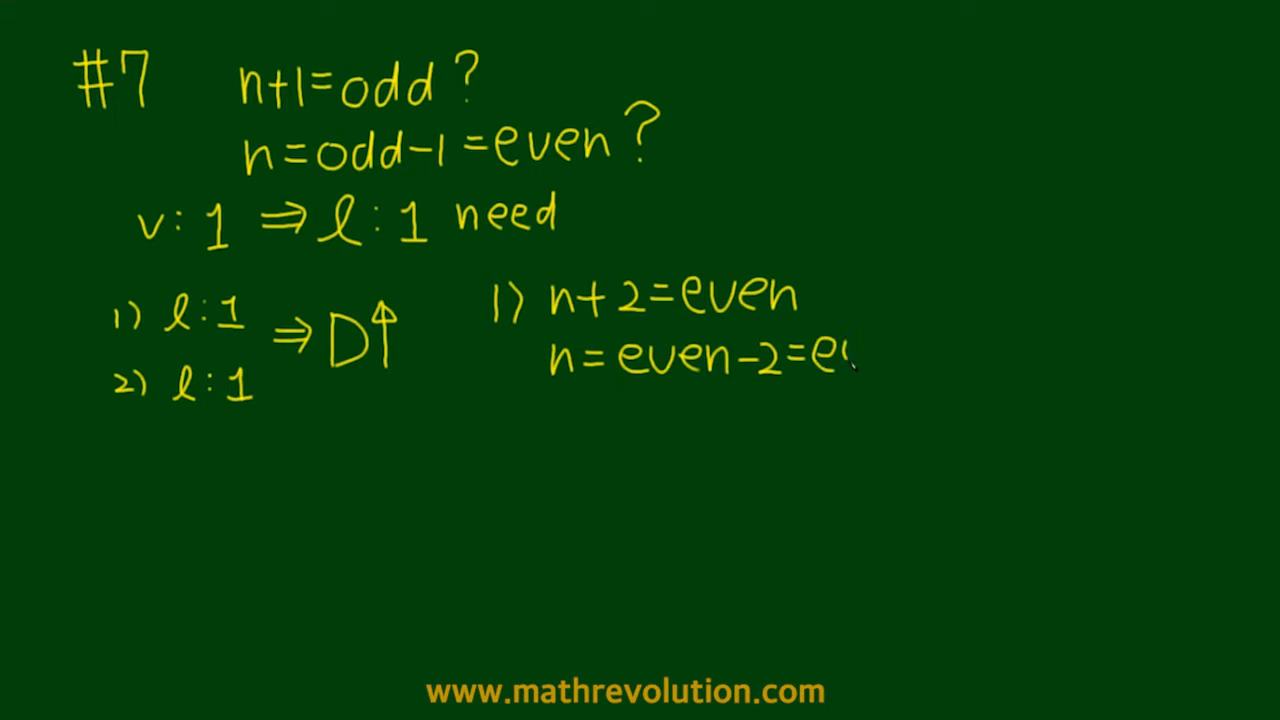 #7 n+1=odd?
n=odd-1=even?
v:1 ⇒ l:1 need
1) l:1
2) l:1
⇒ D↑
1) n+2=even
n=even-2=ev
www.mathrevolution.com